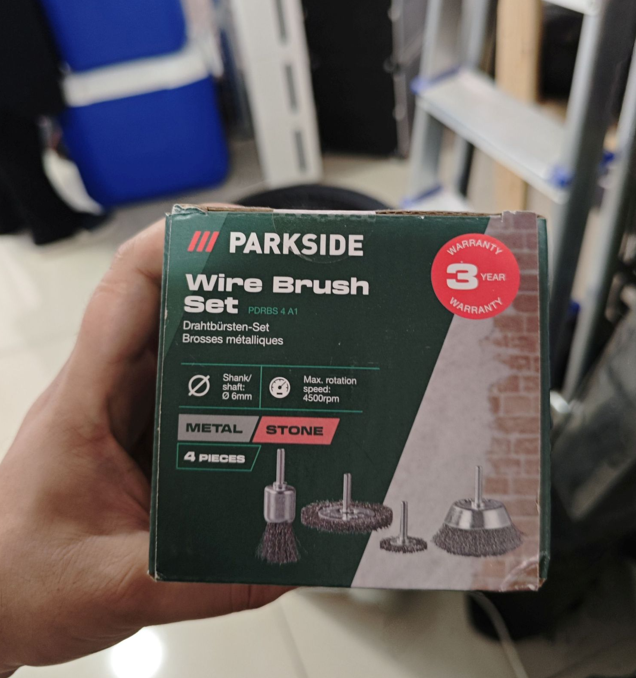 PARKSIDE
Wire Brush
Set PDRBS 4 A1
Drahtbürsten-Set
Brosses métalliques
WARRANTY
3 YEAR
WARRANTY
Shank/
shaft:
Ø 6mm
Max. rotation
speed:
4500rpm
METAL
STONE
4 PIECES